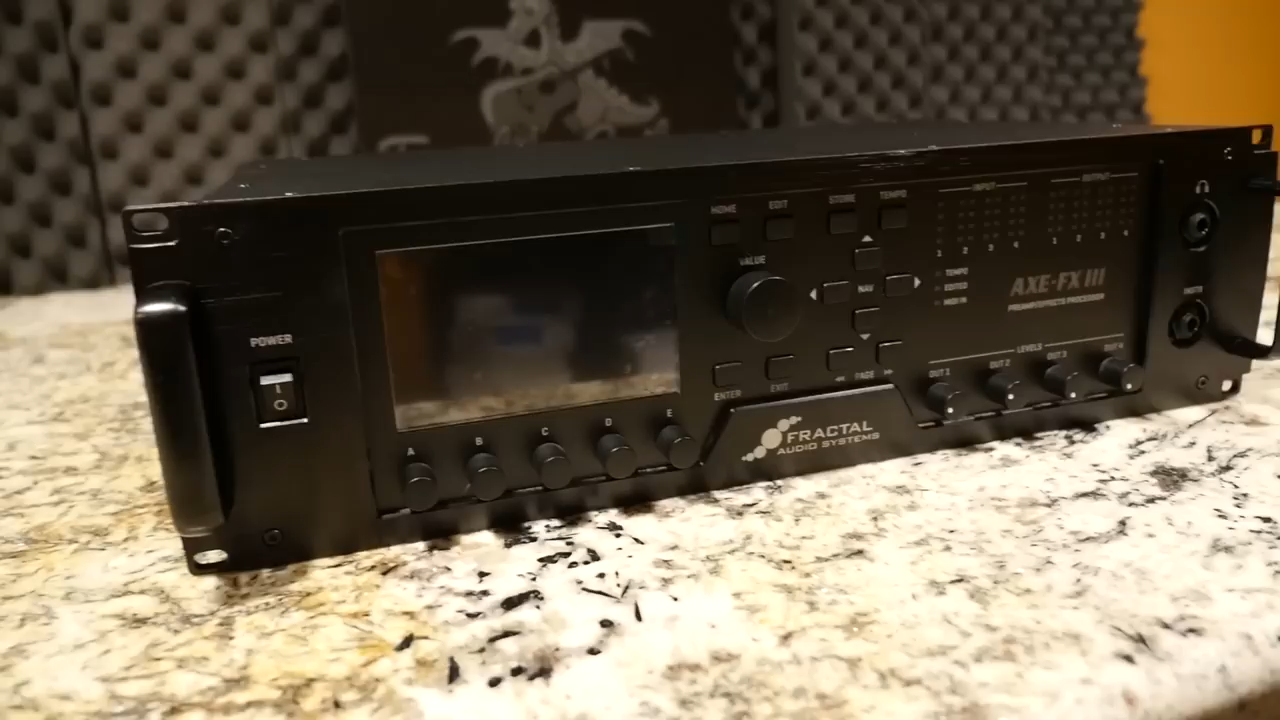 POWER
I
O
A
B
C
D
E
HOME
EDIT
STORE
TEMPO
VALUE
NAV
ENTER
EXIT
PAGE
FRACTAL
AUDIO SYSTEMS
INPUT
OUTPUT
1 2 3 4
1 2 3 4
TEMPO
EDITED
MIDI IN
AXE-FX III
PREAMP/EFFECTS PROCESSOR
LEVELS
OUT 1
OUT 2
OUT 3
OUT 4
INSTR